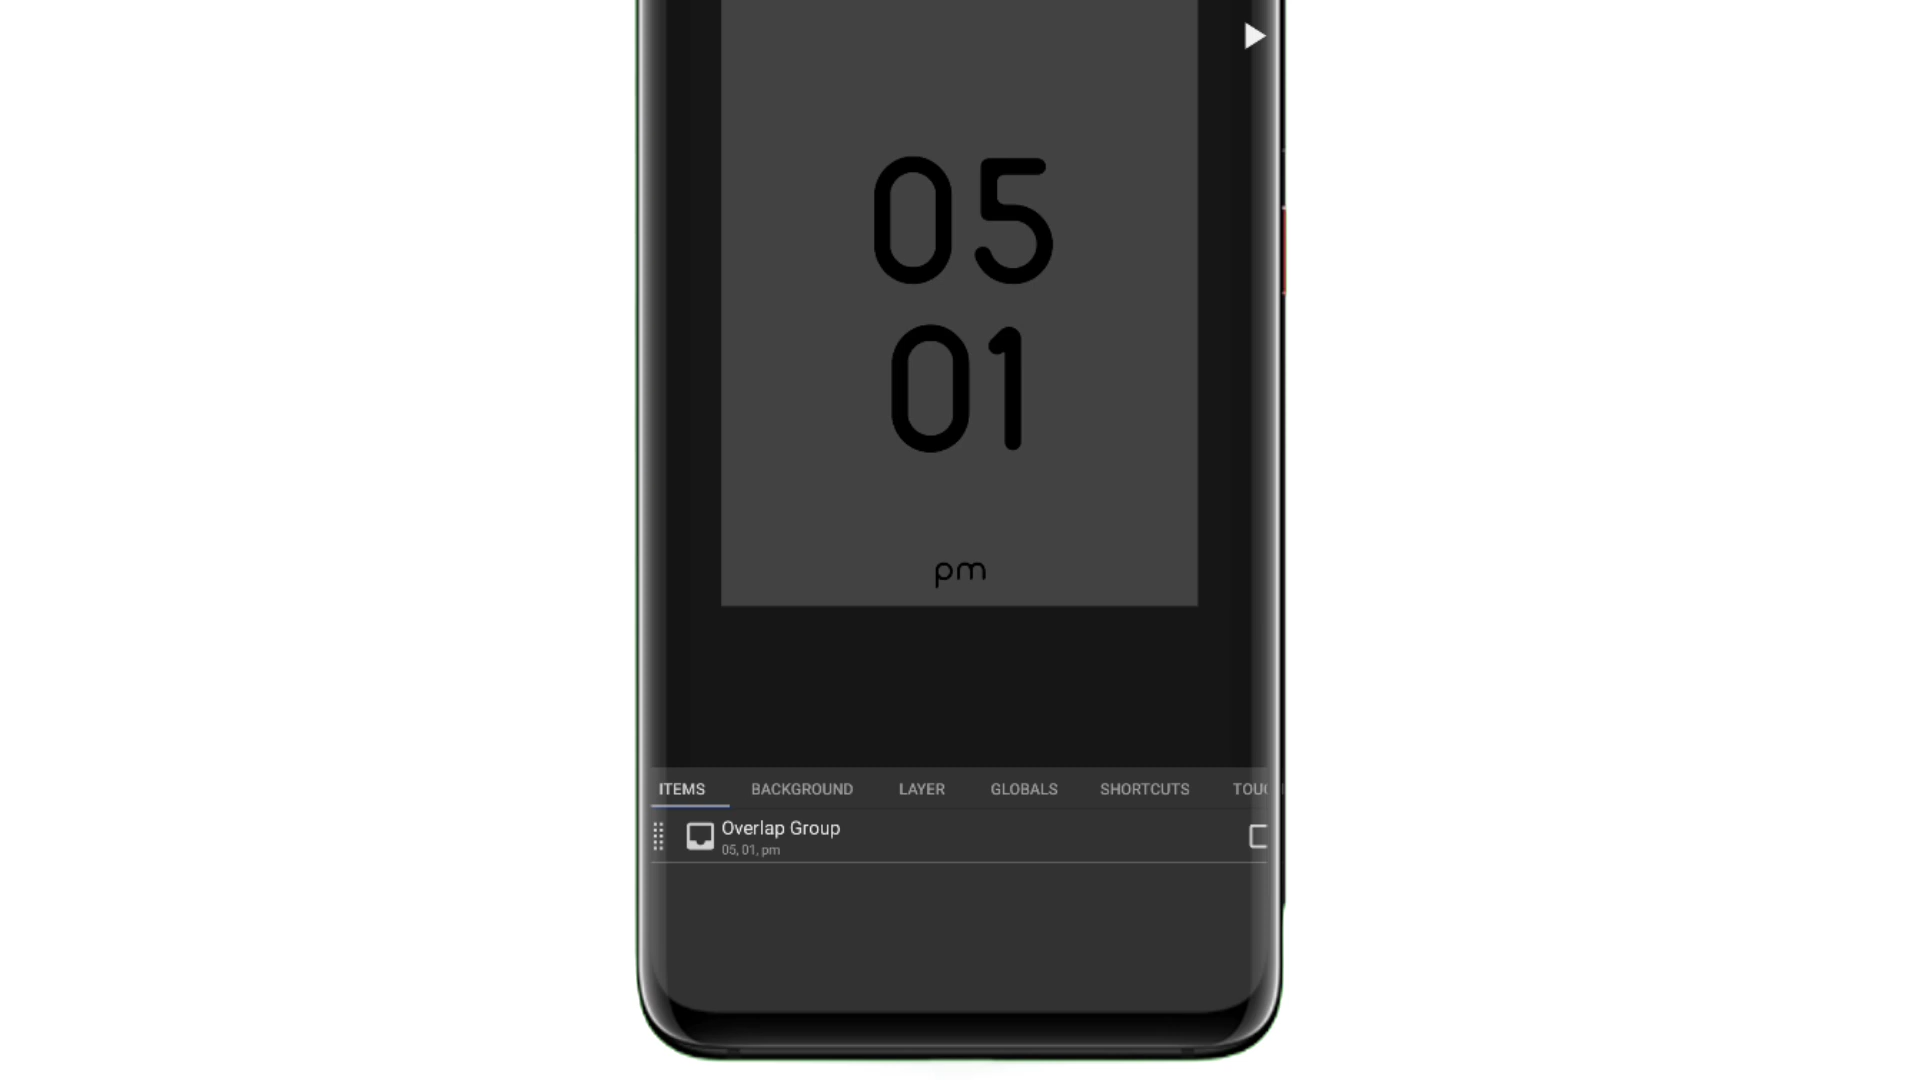 05
01
pm
ITEMS BACKGROUND LAYER GLOBALS SHORTCUTS
Overlap Group
05, 01, pm